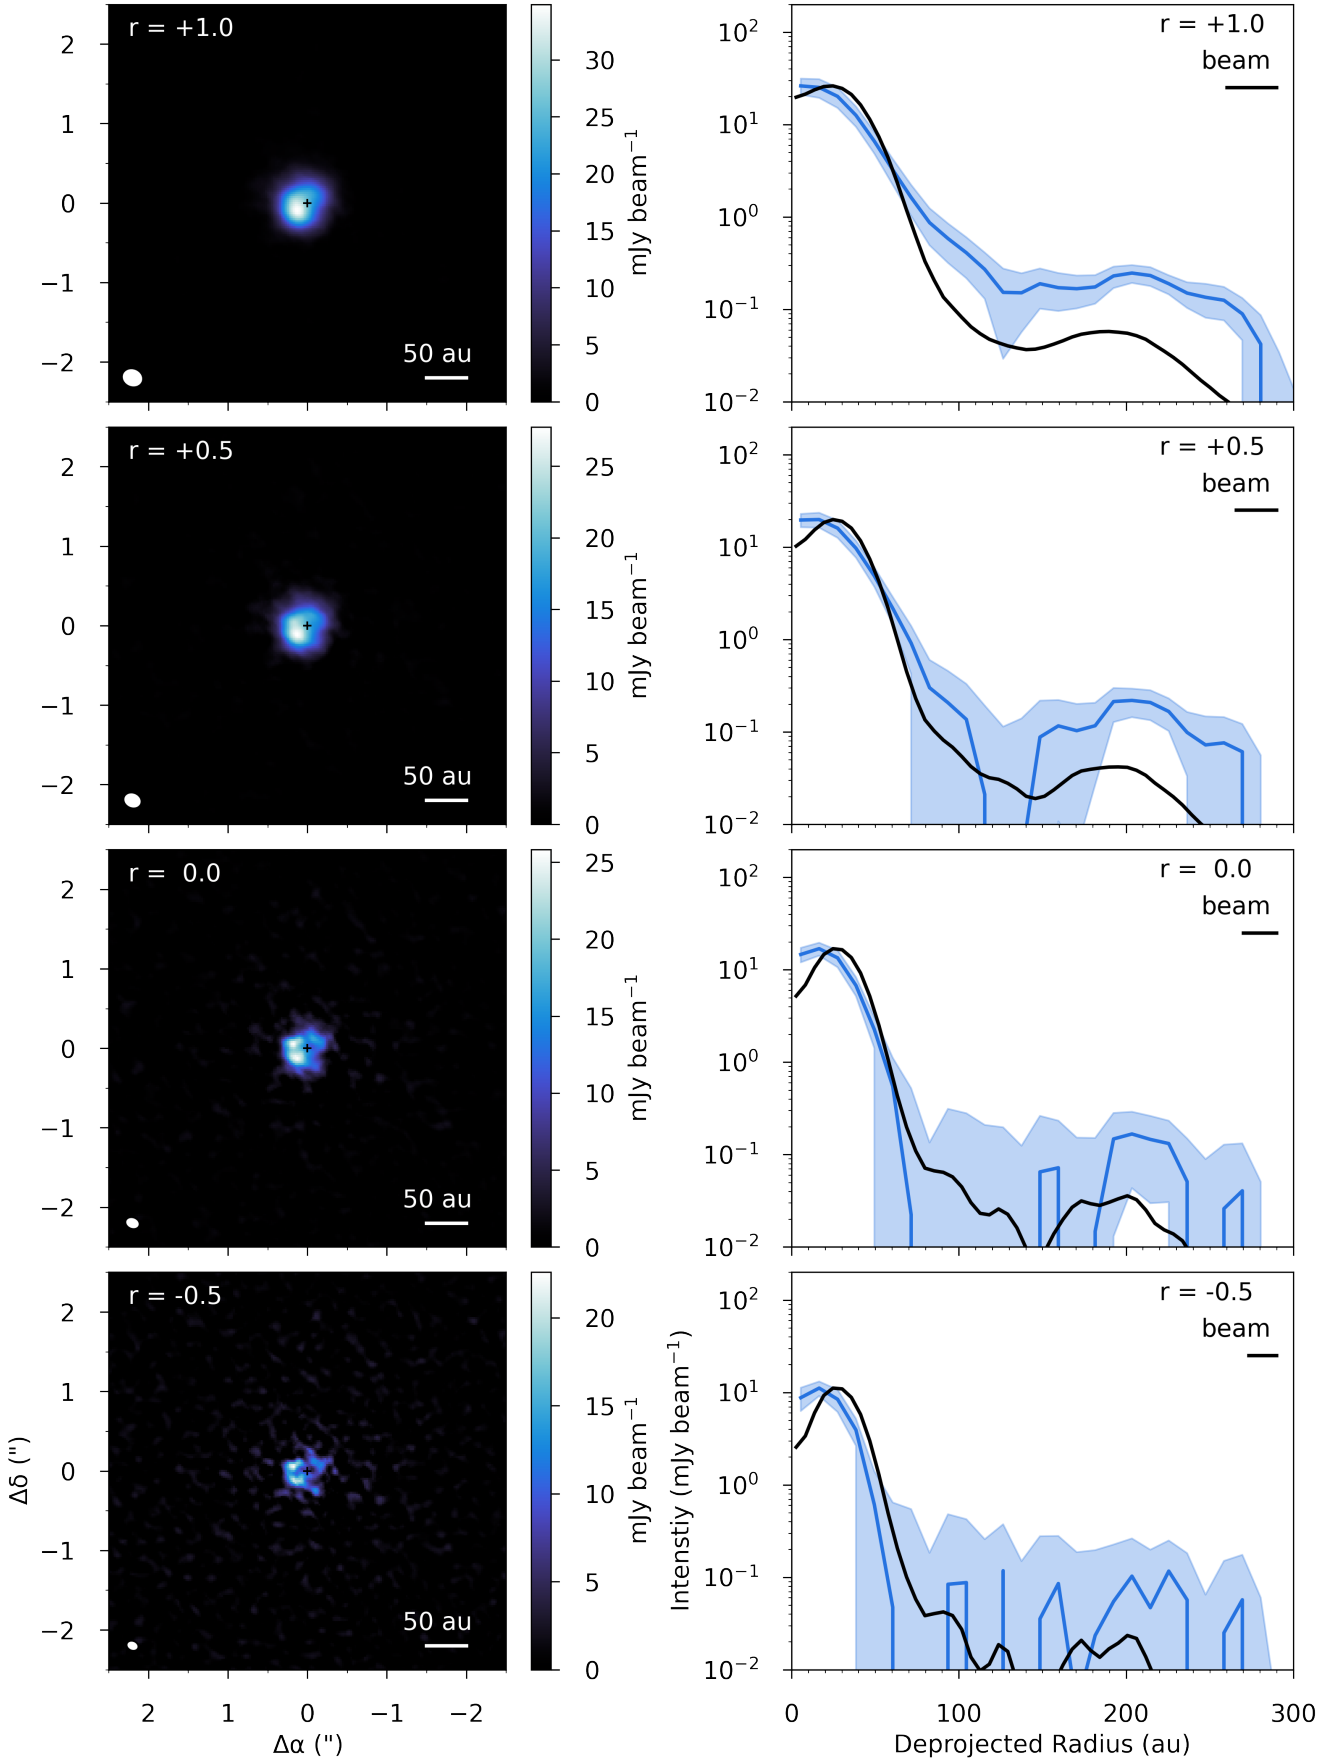 r = +1.0
50 au
2
1
0
−1
−2
30
25
20
15
10
5
0
mJy beam⁻¹
r = +1.0
beam
10²
10¹
10⁰
10⁻¹
10⁻²
r = +0.5
50 au
2
1
0
−1
−2
25
20
15
10
5
0
mJy beam⁻¹
r = +0.5
beam
10²
10¹
10⁰
10⁻¹
10⁻²
r = 0.0
50 au
2
1
0
−1
−2
25
20
15
10
5
0
mJy beam⁻¹
r = 0.0
beam
10²
10¹
10⁰
10⁻¹
10⁻²
r = -0.5
50 au
Δδ (")
2
1
0
−1
−2
2 1 0 −1 −2
Δα (")
20
15
10
5
0
mJy beam⁻¹
r = -0.5
beam
Intenstiy (mJy beam⁻¹)
10²
10¹
10⁰
10⁻¹
10⁻²
0 100 200 300
Deprojected Radius (au)